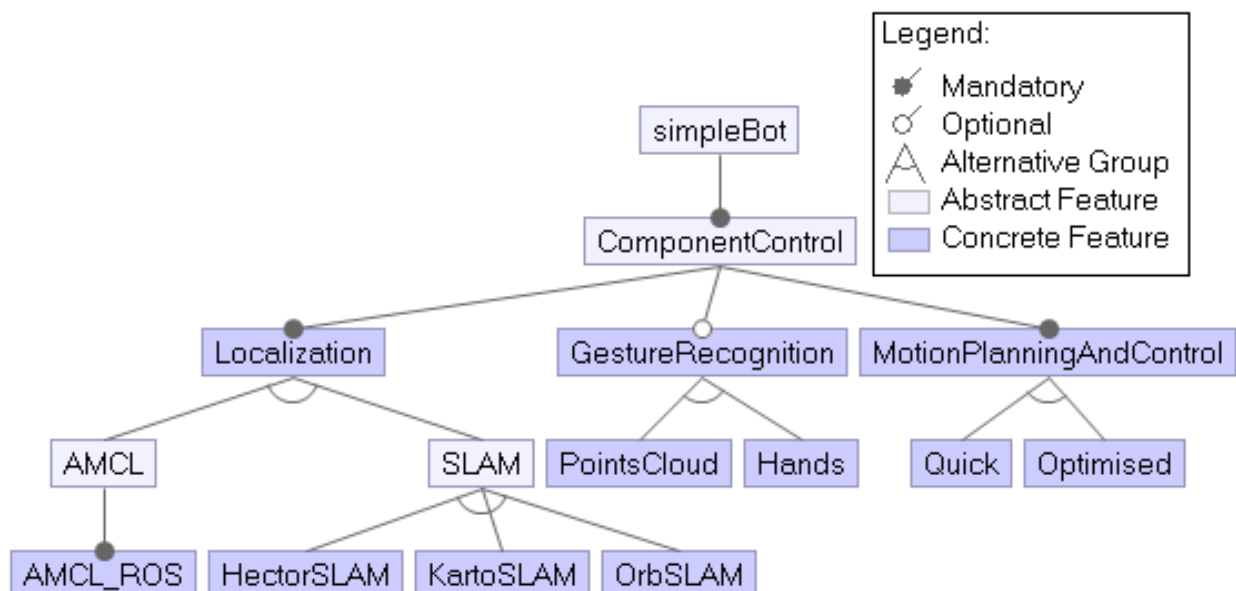 Legend:
Mandatory
Optional
Alternative Group
Abstract Feature
Concrete Feature
simpleBot
ComponentControl
Localization
GestureRecognition
MotionPlanningAndControl
AMCL
SLAM
PointsCloud
Hands
Quick
Optimised
AMCL_ROS
HectorSLAM
KartoSLAM
OrbSLAM